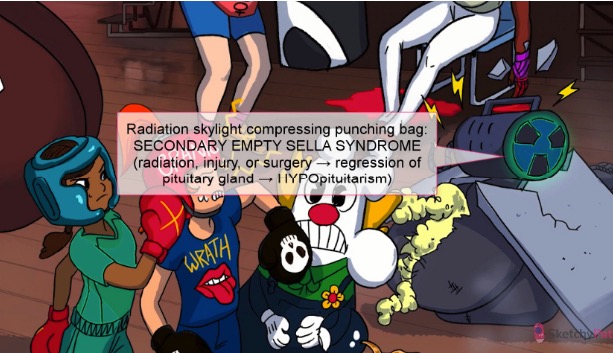 Radiation skylight compressing punching bag:
SECONDARY EMPTY SELLA SYNDROME
(radiation, injury, or surgery → regression of
pituitary gland → HYPOpituitarism)
WRATH
Sketchy